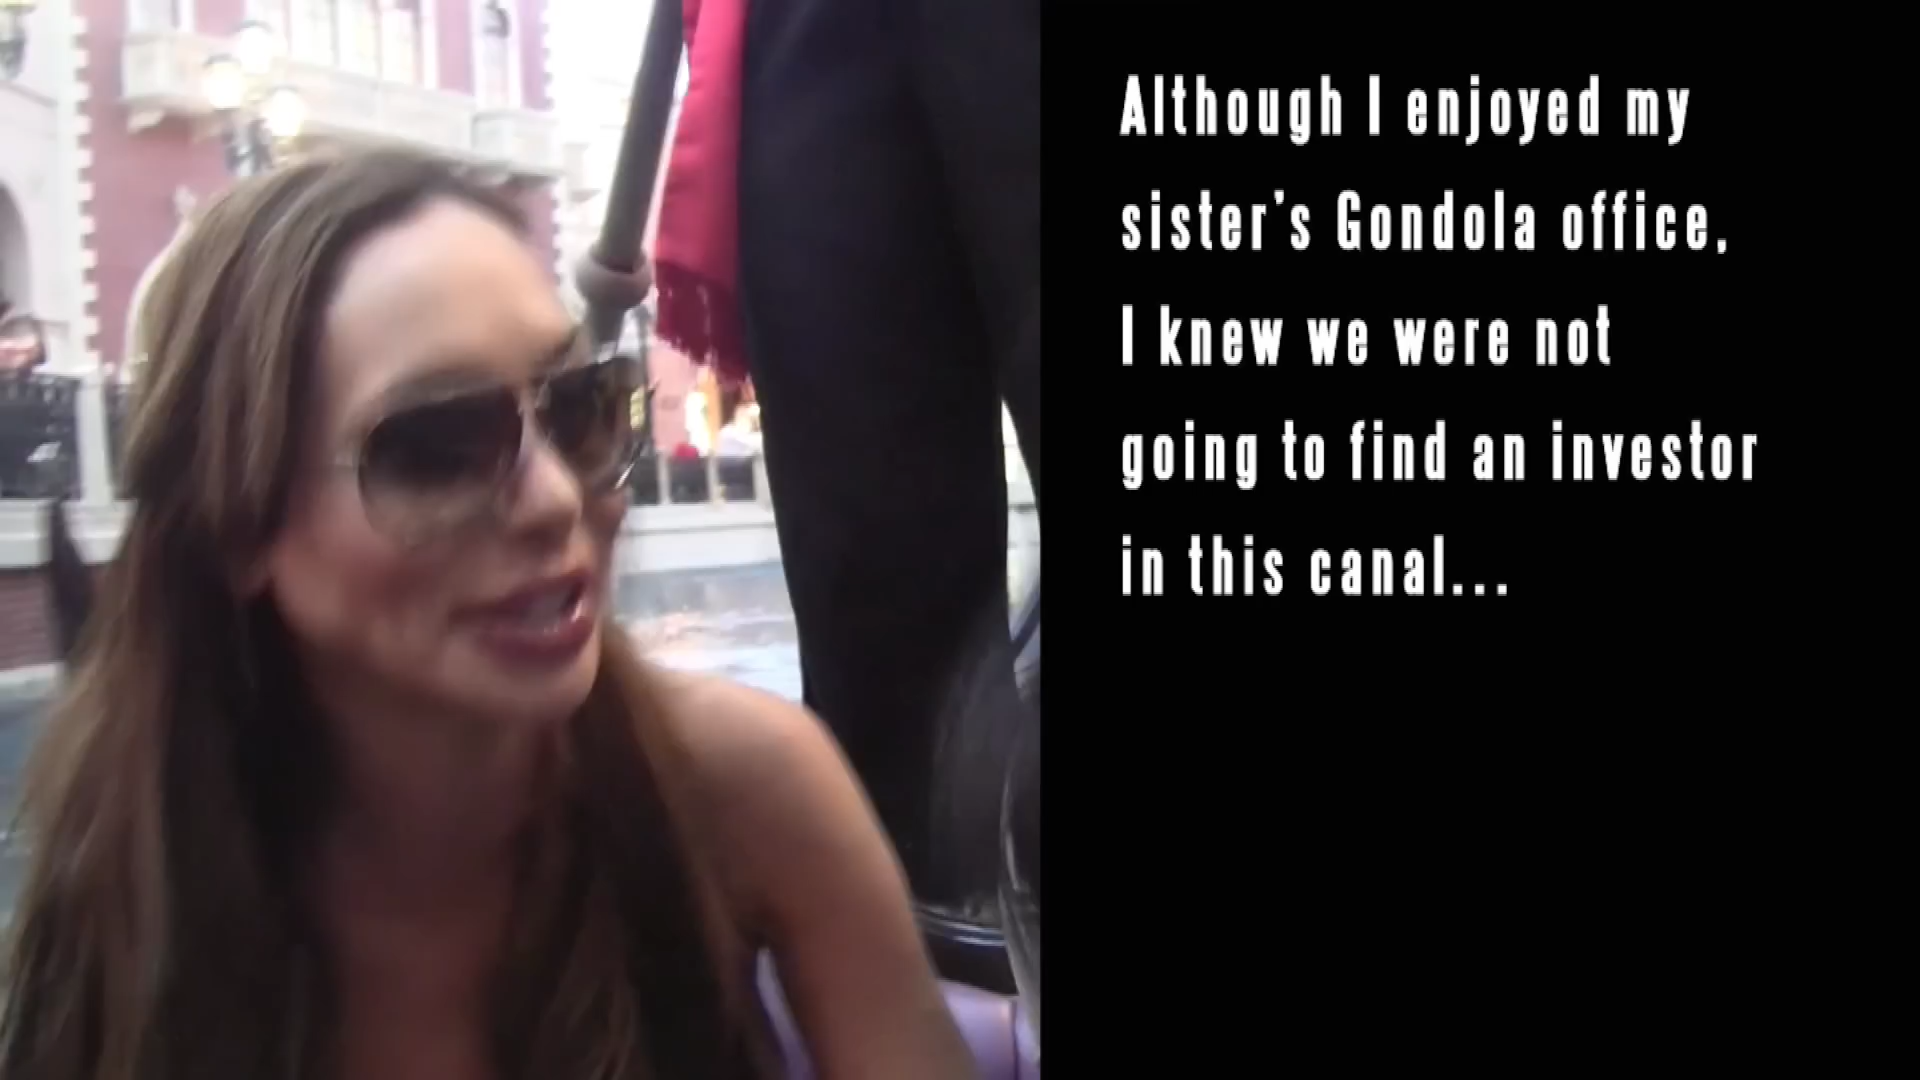 Although I enjoyed my
sister's Gondola office,
I knew we were not
going to find an investor
in this canal...